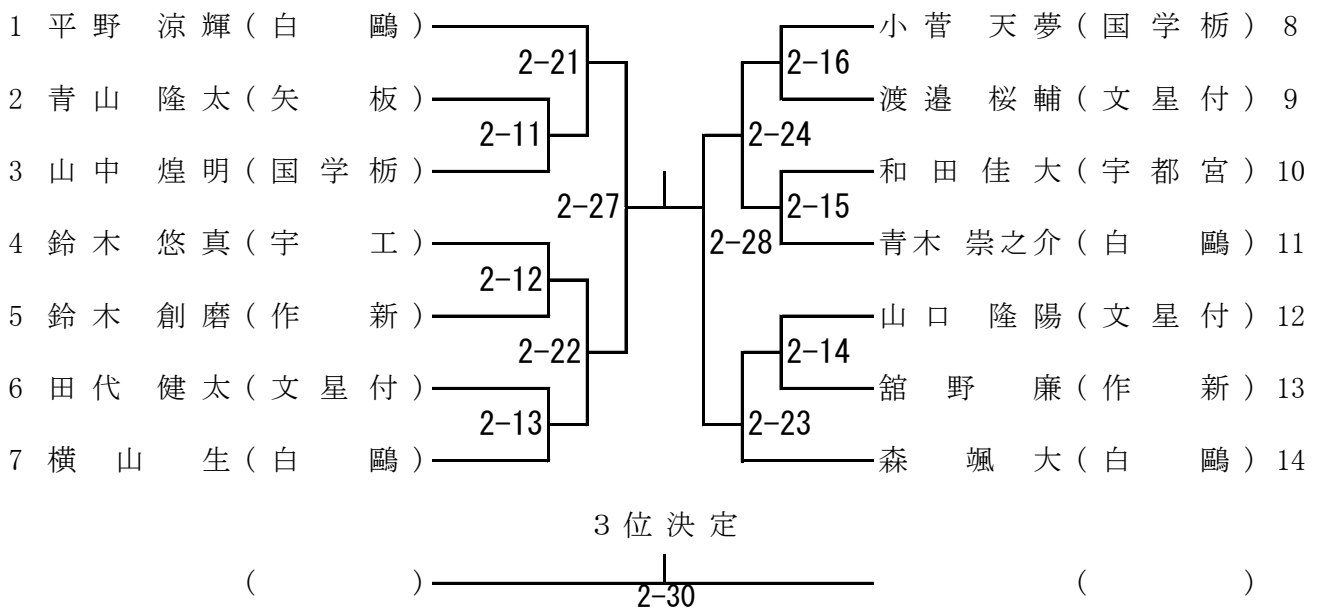 1 平野 涼輝(白 鷗) 小菅 天夢(国学栃) 8
2-21 2-16
2 青山 隆太(矢 板) 渡邉 桜輔(文星付) 9
2-11 2-24
3 山中 煌明(国学栃) 和田佳大(宇都宮) 10
2-27 2-15
4 鈴木 悠真(宇 工) 2-28 青木 崇之介(白 鷗) 11
2-12
5 鈴木 創磨(作 新) 山口 隆陽(文星付) 12
2-22 2-14
6 田代 健太(文星付) 舘野 廉(作 新) 13
2-13 2-23
7 横山 生(白 鷗) 森 颯大(白 鷗) 14
3位決定
( ) 2-30 ( )